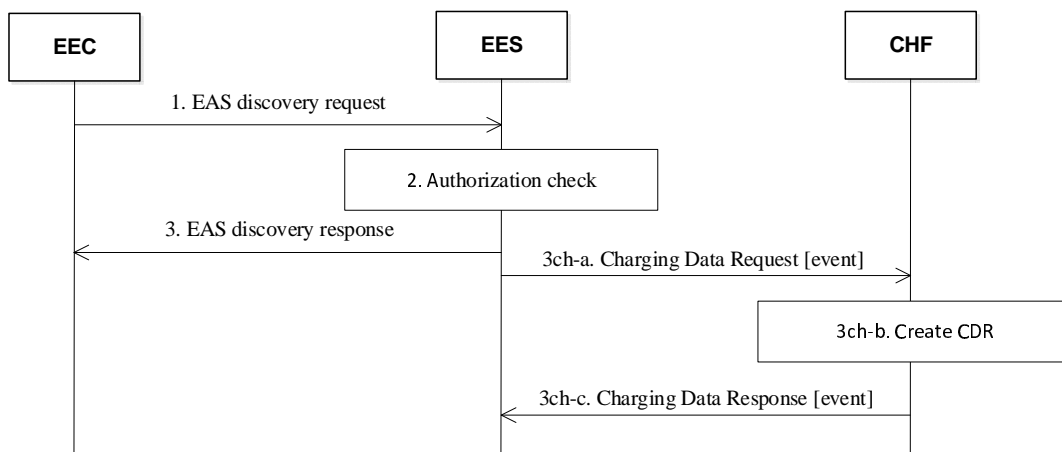 EEC
EES
CHF
1. EAS discovery request
2. Authorization check
3. EAS discovery response
3ch-a. Charging Data Request [event]
3ch-b. Create CDR
3ch-c. Charging Data Response [event]